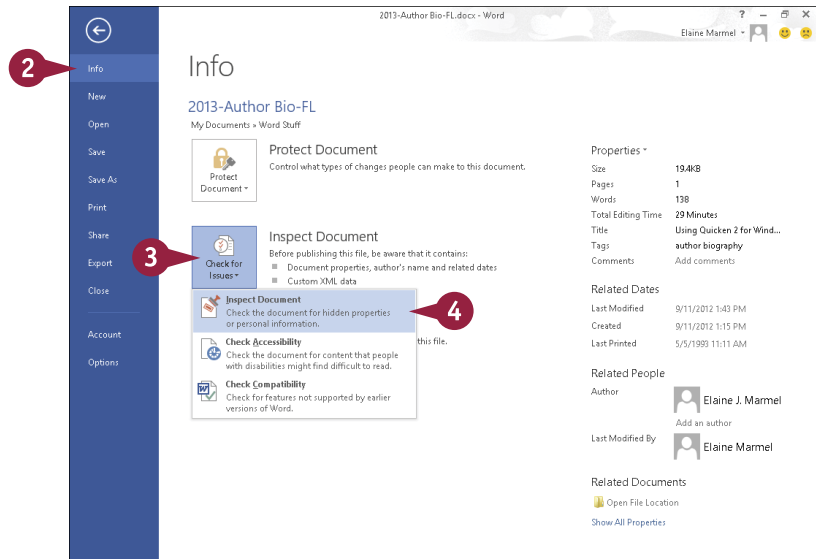 2013-Author Bio-FL.docx - Word
?
Elaine Marmel
2
Info
New
Open
Save
Save As
Print
Share
Export
Close
Account
Options
Info
2013-Author Bio-FL
My Documents » Word Stuff
Protect
Document
Protect Document
Control what types of changes people can make to this document.
3
Check for
Issues
Inspect Document
Before publishing this file, be aware that it contains:
Document properties, author's name and related dates
Custom XML data
4
Inspect Document
Check the document for hidden properties
or personal information.
Check Accessibility
Check the document for content that people
with disabilities might find difficult to read.
Check Compatibility
Check for features not supported by earlier
versions of Word.
this file.
Properties
Size 19.4KB
Pages 1
Words 138
Total Editing Time 29 Minutes
Title Using Quicken 2 for Wind...
Tags author biography
Comments Add comments
Related Dates
Last Modified 9/11/2012 1:43 PM
Created 9/11/2012 1:15 PM
Last Printed 5/5/1993 11:11 AM
Related People
Author Elaine J. Marmel
Add an author
Last Modified By Elaine Marmel
Related Documents
Open File Location
Show All Properties